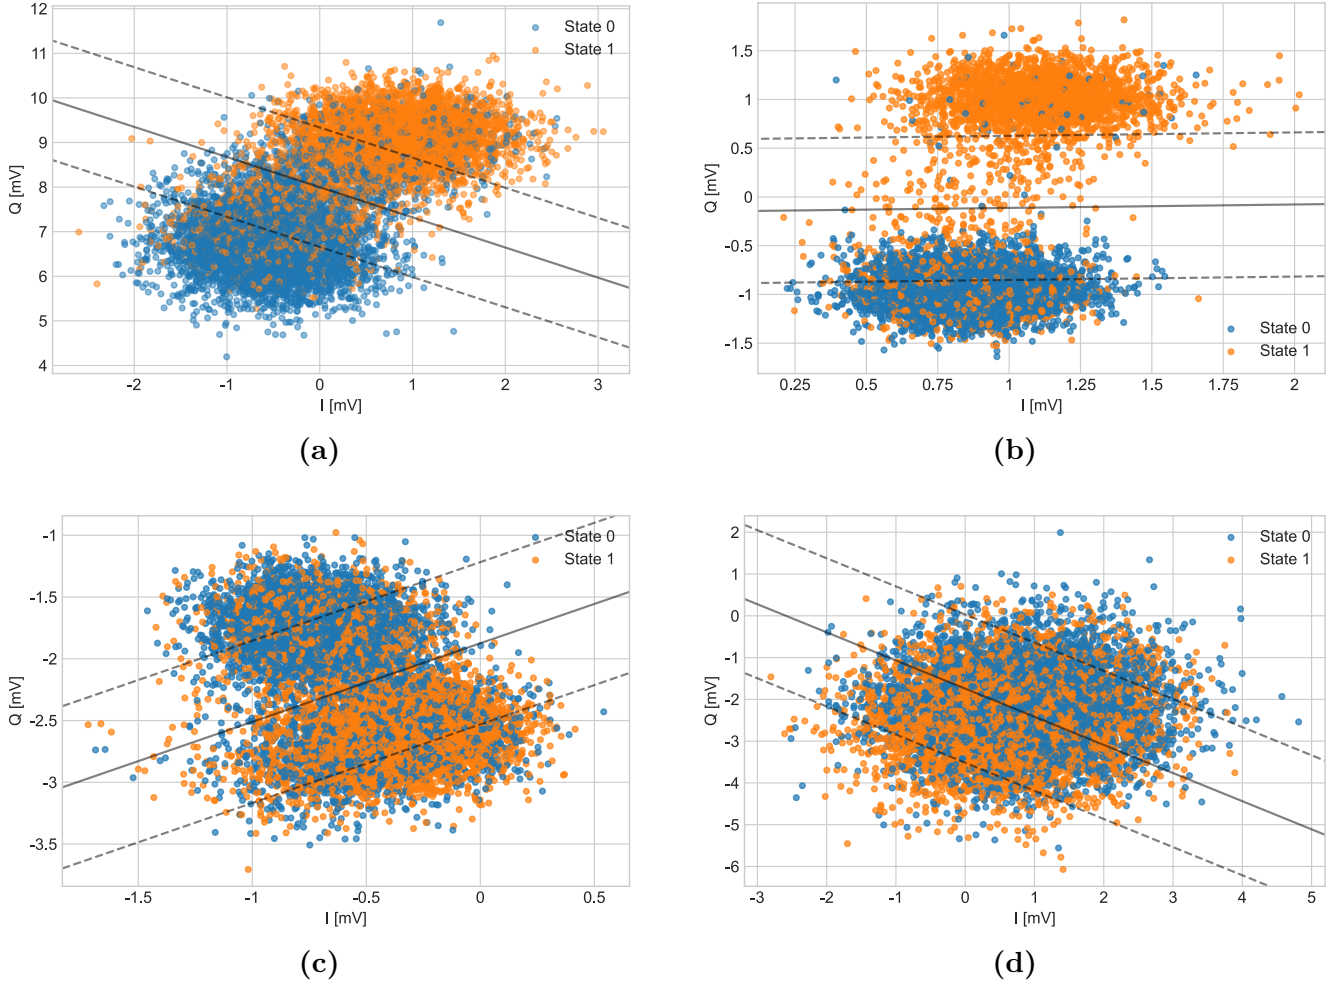 12
11
10
9
8
7
6
5
4
Q [mV]
-2
-1
0
1
2
3
I [mV]
State 0
State 1
(a)
1.5
1
0.5
0
-0.5
-1
-1.5
Q [mV]
0.25
0.5
0.75
1
1.25
1.5
1.75
2
I [mV]
State 0
State 1
(b)
-1
-1.5
-2
-2.5
-3
-3.5
Q [mV]
-1.5
-1
-0.5
0
0.5
I [mV]
State 0
State 1
(c)
2
1
0
-1
-2
-3
-4
-5
-6
Q [mV]
-3
-2
-1
0
1
2
3
4
5
I [mV]
State 0
State 1
(d)